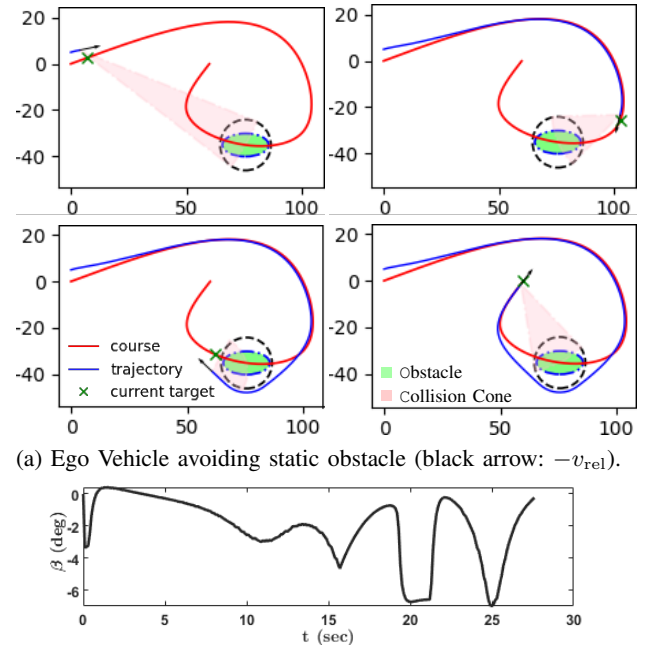 20
0
-20
-40
0 50 100
20
0
-20
-40
0 50 100
20
0
-20
-40
course
trajectory
current target
0 50 100
20
0
-20
-40
Obstacle
Collision Cone
0 50 100
(a) Ego Vehicle avoiding static obstacle (black arrow: −v_rel).
β (deg)
0
-2
-4
-6
0 5 10 15 20 25 30
t (sec)